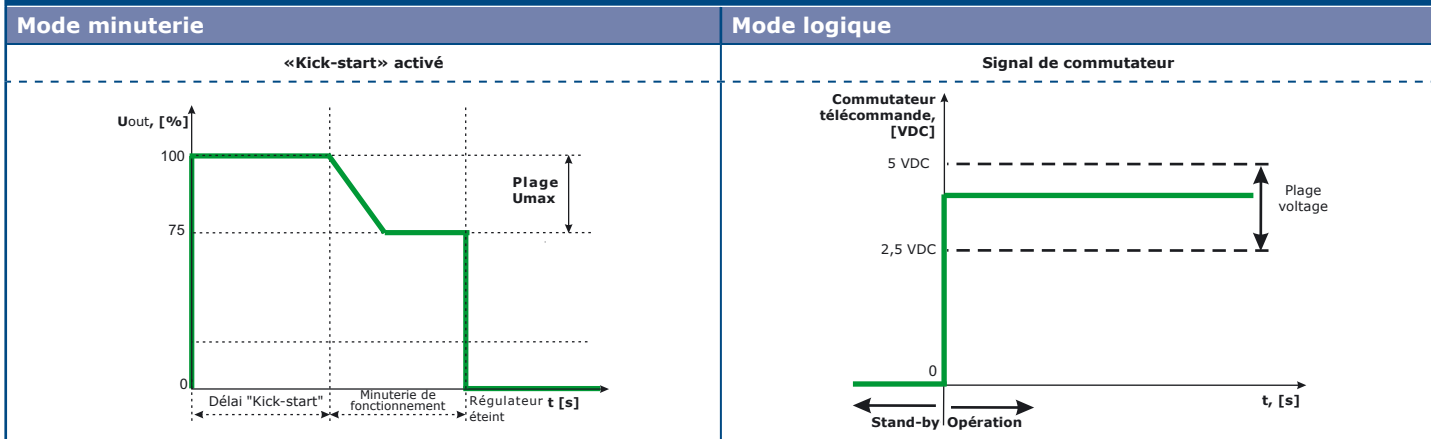 Mode minuterie
Mode logique
«Kick-start» activé
Signal de commutateur
Uout, [%]
100
75
0
Plage
Umax
Délai "Kick-start"
Minuterie de
fonctionnement
Régulateur
éteint
t [s]
Commutateur
télécommande,
[VDC]
5 VDC
2,5 VDC
0
Plage
voltage
t, [s]
Stand-by
Opération